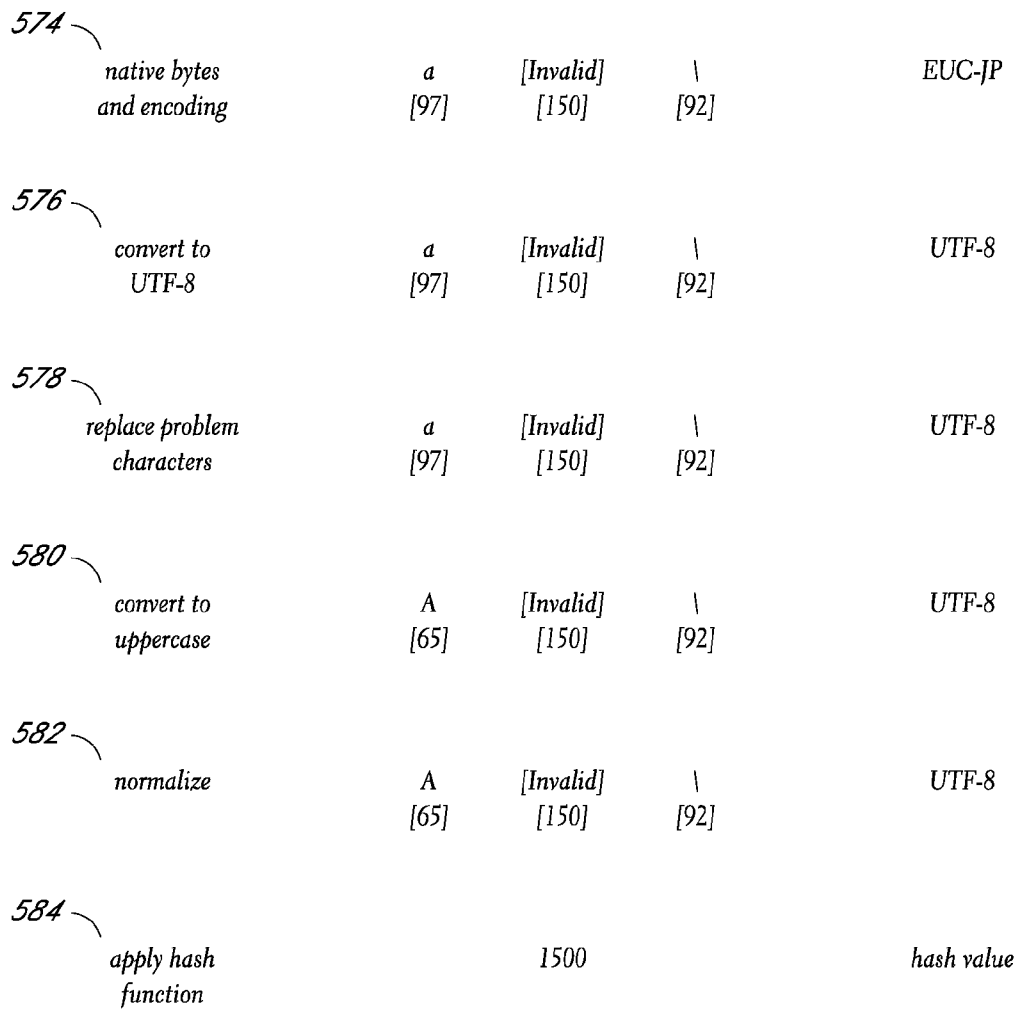 574
native bytes a [Invalid] \ EUC-JP
and encoding [97] [150] [92]
576
convert to a [Invalid] \ UTF-8
UTF-8 [97] [150] [92]
578
replace problem a [Invalid] \ UTF-8
characters [97] [150] [92]
580
convert to A [Invalid] \ UTF-8
uppercase [65] [150] [92]
582
normalize A [Invalid] \ UTF-8
[65] [150] [92]
584
apply hash 1500 hash value
function